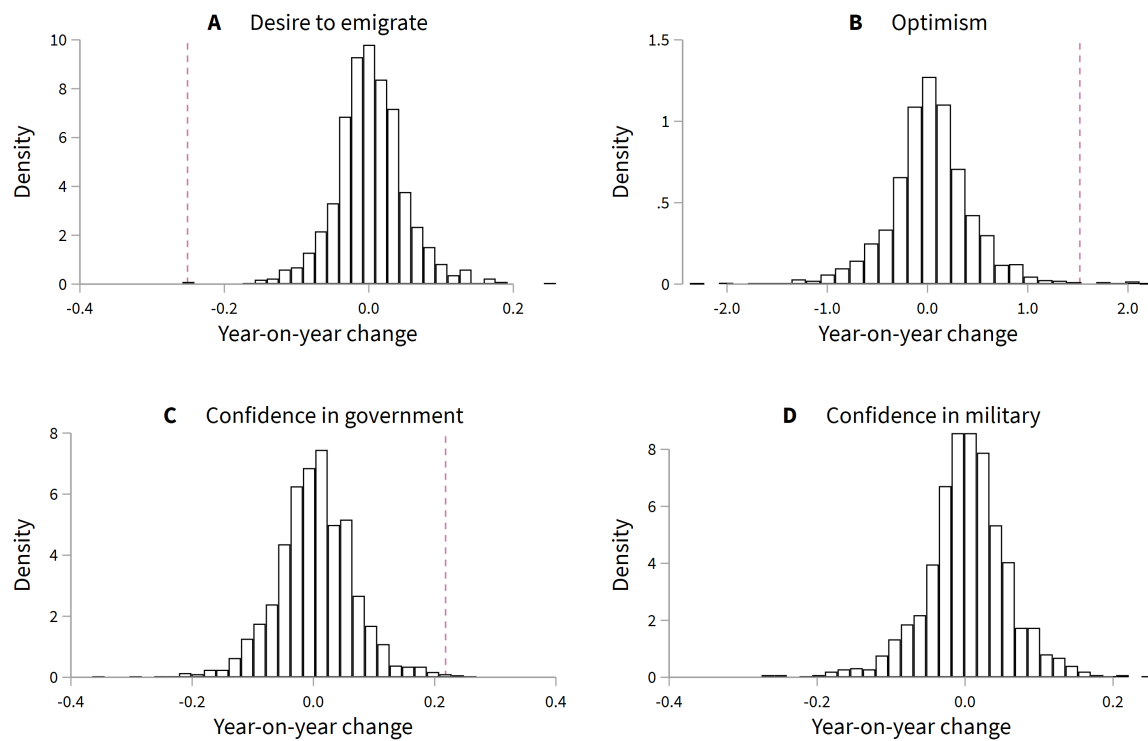 A Desire to emigrate
10
8
6
4
2
0
Density
-0.4 -0.2 0.0 0.2
Year-on-year change
B Optimism
1.5
1
.5
0
Density
-2.0 -1.0 0.0 1.0 2.0
Year-on-year change
C Confidence in government
8
6
4
2
0
Density
-0.4 -0.2 0.0 0.2 0.4
Year-on-year change
D Confidence in military
8
6
4
2
0
Density
-0.4 -0.2 0.0 0.2
Year-on-year change